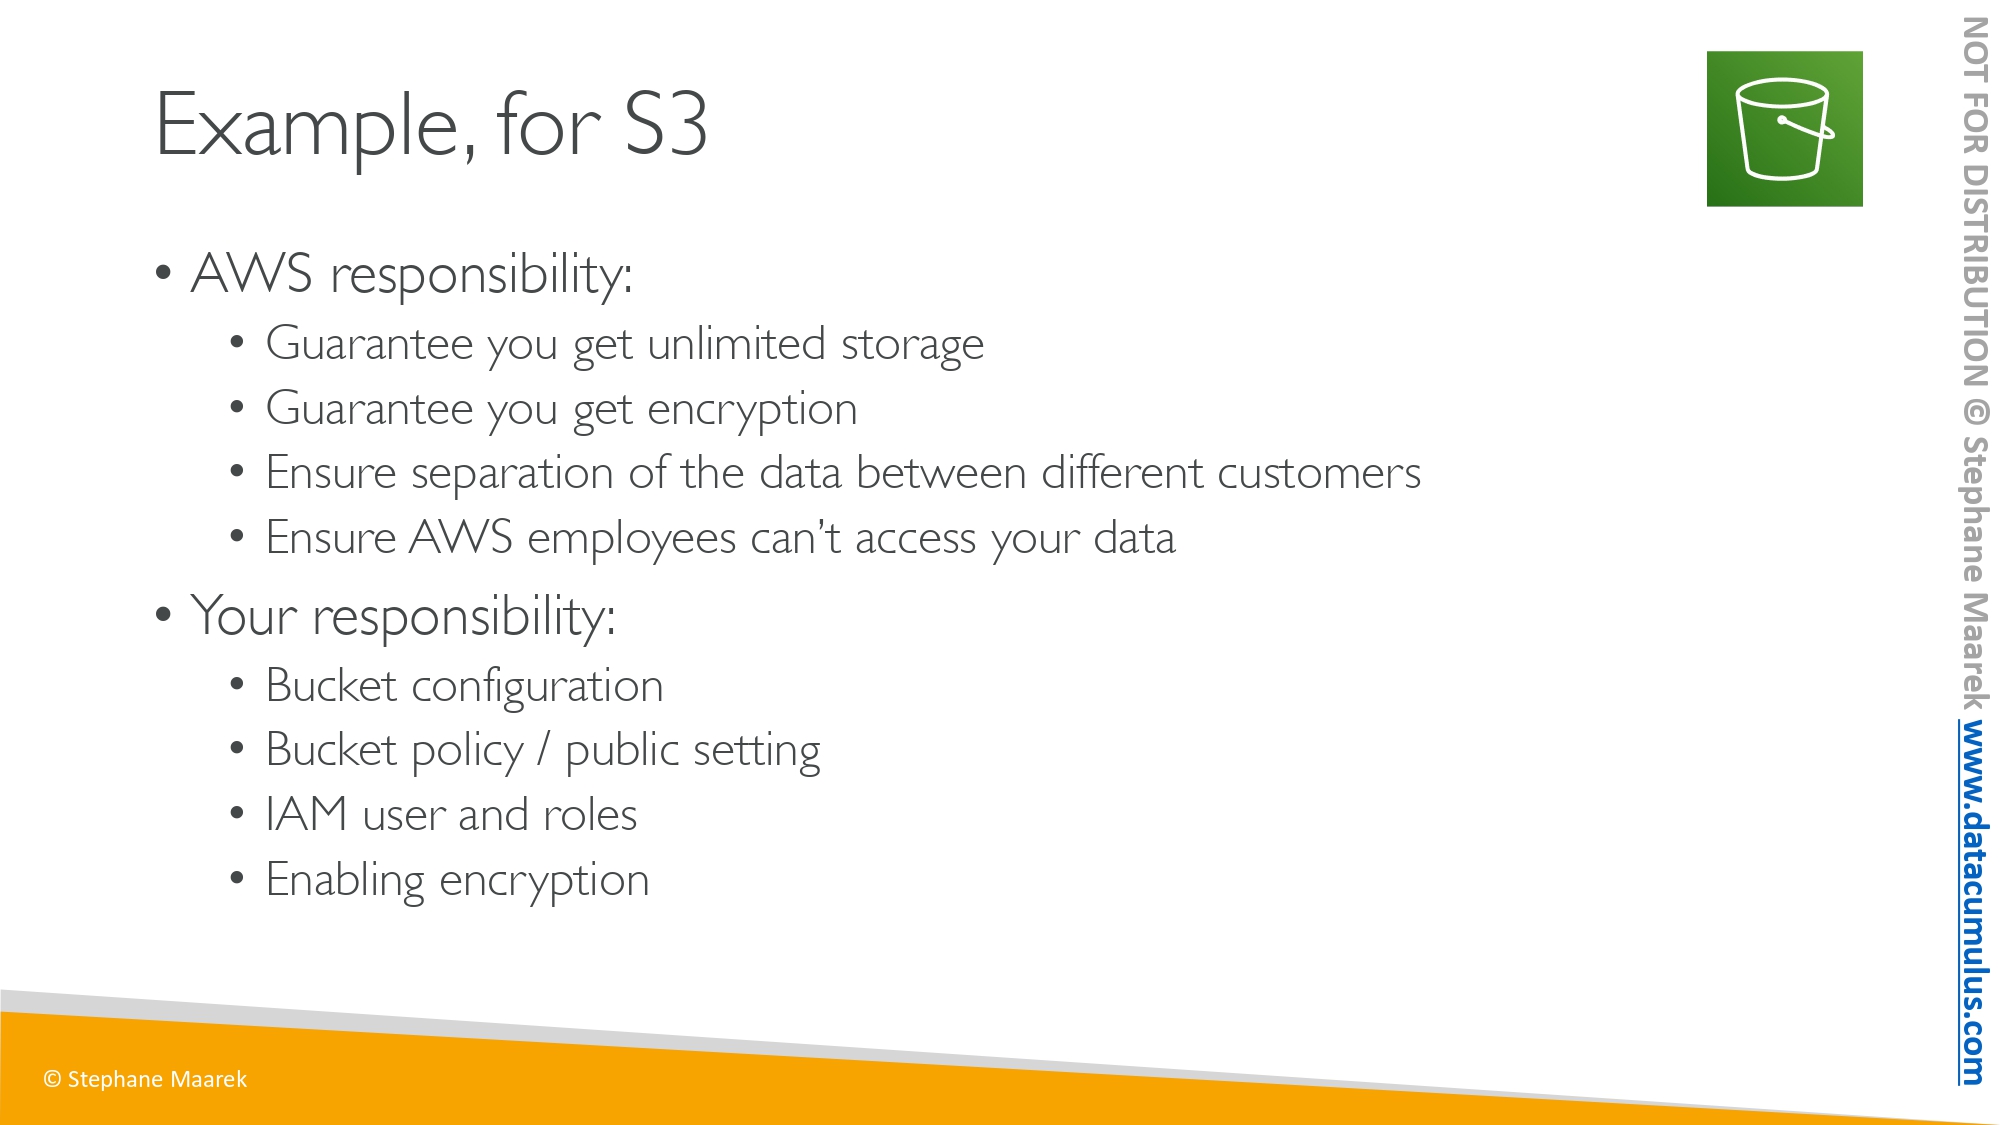 Example, for S3
• AWS responsibility:
• Guarantee you get unlimited storage
• Guarantee you get encryption
• Ensure separation of the data between different customers
• Ensure AWS employees can’t access your data
• Your responsibility:
• Bucket configuration
• Bucket policy / public setting
• IAM user and roles
• Enabling encryption
© Stephane Maarek
NOT FOR DISTRIBUTION © Stephane Maarek www.datacumulus.com